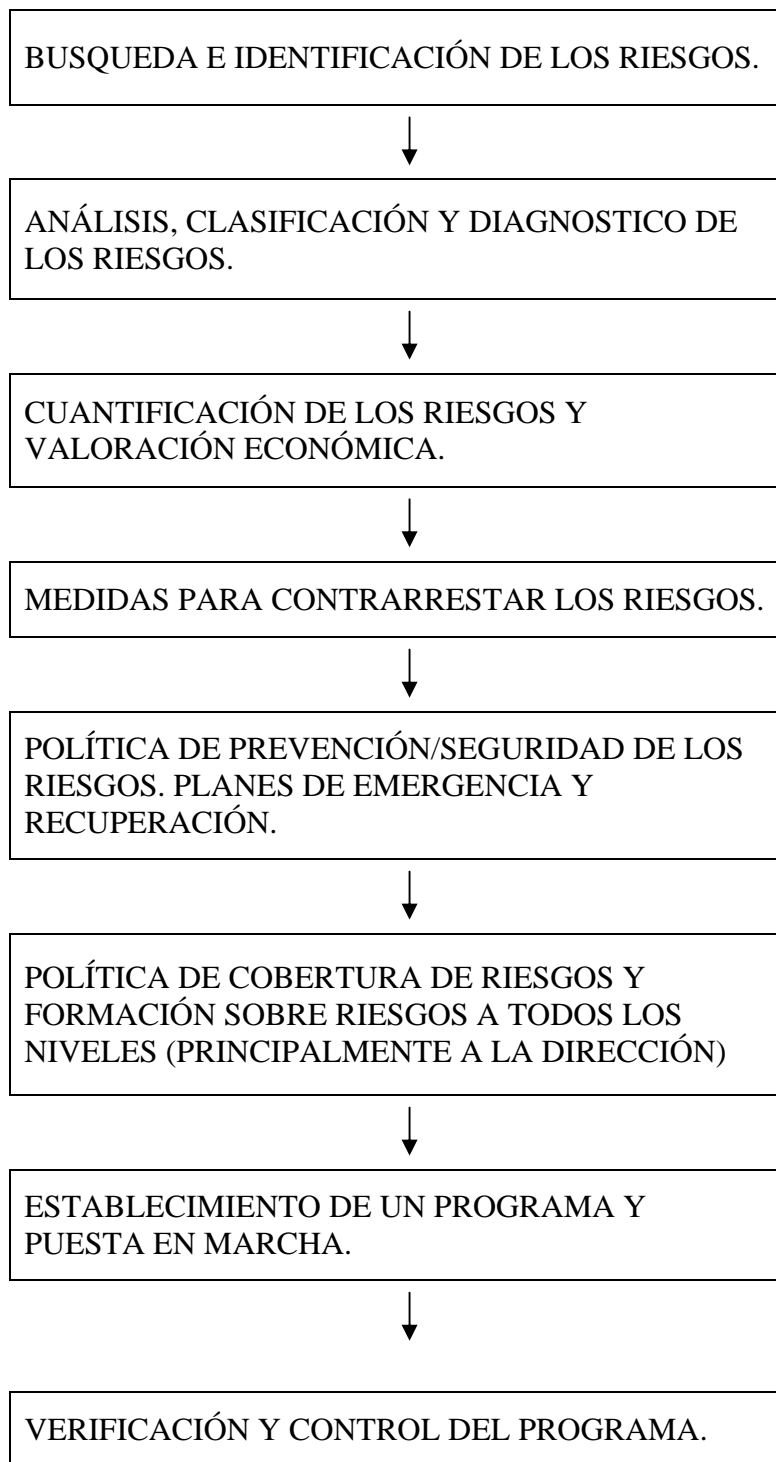 BUSQUEDA E IDENTIFICACIÓN DE LOS RIESGOS.
ANÁLISIS, CLASIFICACIÓN Y DIAGNOSTICO DE
LOS RIESGOS.
CUANTIFICACIÓN DE LOS RIESGOS Y
VALORACIÓN ECONÓMICA.
MEDIDAS PARA CONTRARRESTAR LOS RIESGOS.
POLÍTICA DE PREVENCIÓN/SEGURIDAD DE LOS
RIESGOS. PLANES DE EMERGENCIA Y
RECUPERACIÓN.
POLÍTICA DE COBERTURA DE RIESGOS Y
FORMACIÓN SOBRE RIESGOS A TODOS LOS
NIVELES (PRINCIPALMENTE A LA DIRECCIÓN)
ESTABLECIMIENTO DE UN PROGRAMA Y
PUESTA EN MARCHA.
VERIFICACIÓN Y CONTROL DEL PROGRAMA.